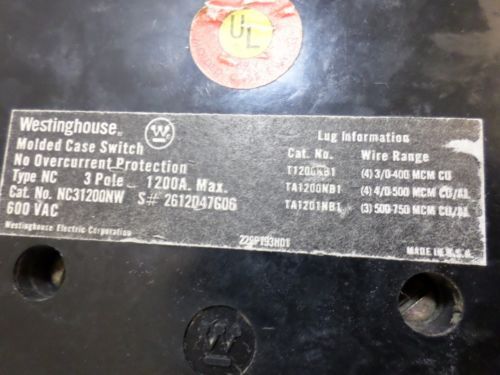 UL
Westinghouse
Molded Case Switch
No Overcurrent Protection
Type NC 3 Pole - 1200A. Max.
Cat. No. NC31200NW S# 2612D47G06
600 VAC
Westinghouse Electric Corporation
Lug Information
Cat. No. Wire Range
T1200NB1 (4) 3/0-400 MCM CU
TA1200NB1 (4) 4/0-500 MCM CU/AL
TA1201NB1 (3) 500-750 MCM CU/AL
MADE IN U.S.A.